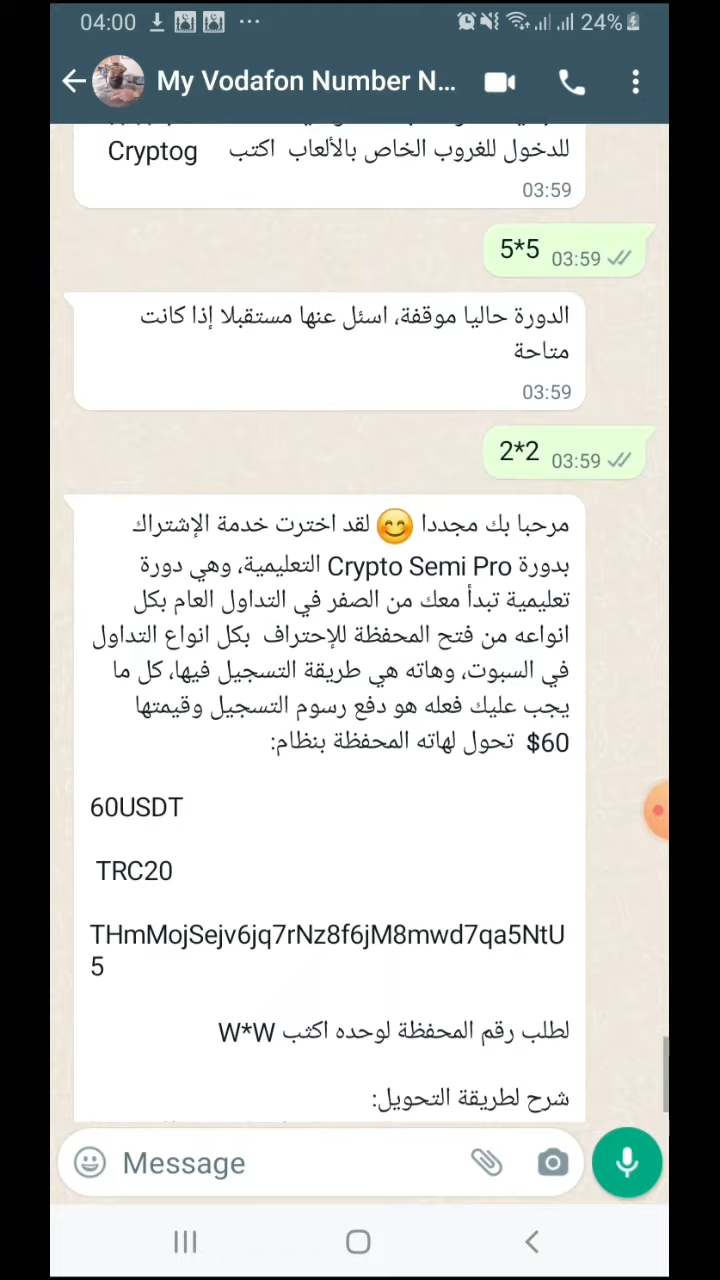 04:00
24%
My Vodafon Number N...
للدخول للغروب الخاص بالألعاب اكتب Cryptog
03:59
5*5
03:59
الدورة حاليا موقفة، اسئل عنها مستقبلا إذا كانت
متاحة
03:59
2*2
03:59
مرحبا بك مجددا 😊 لقد اخترت خدمة الإشتراك
بدورة Crypto Semi Pro التعليمية، وهي دورة
تعليمية تبدأ معك من الصفر في التداول العام بكل
انواعه من فتح المحفظة للإحتراف بكل انواع التداول
في السبوت، وهاته هي طريقة التسجيل فيها، كل ما
يجب عليك فعله هو دفع رسوم التسجيل وقيمتها
60$ تحول لهاته المحفظة بنظام:
60USDT
TRC20
THmMojSejv6jq7rNz8f6jM8mwd7qa5NtU
5
لطلب رقم المحفظة لوحده اكثب W*W
شرح لطريقة التحويل:
Message